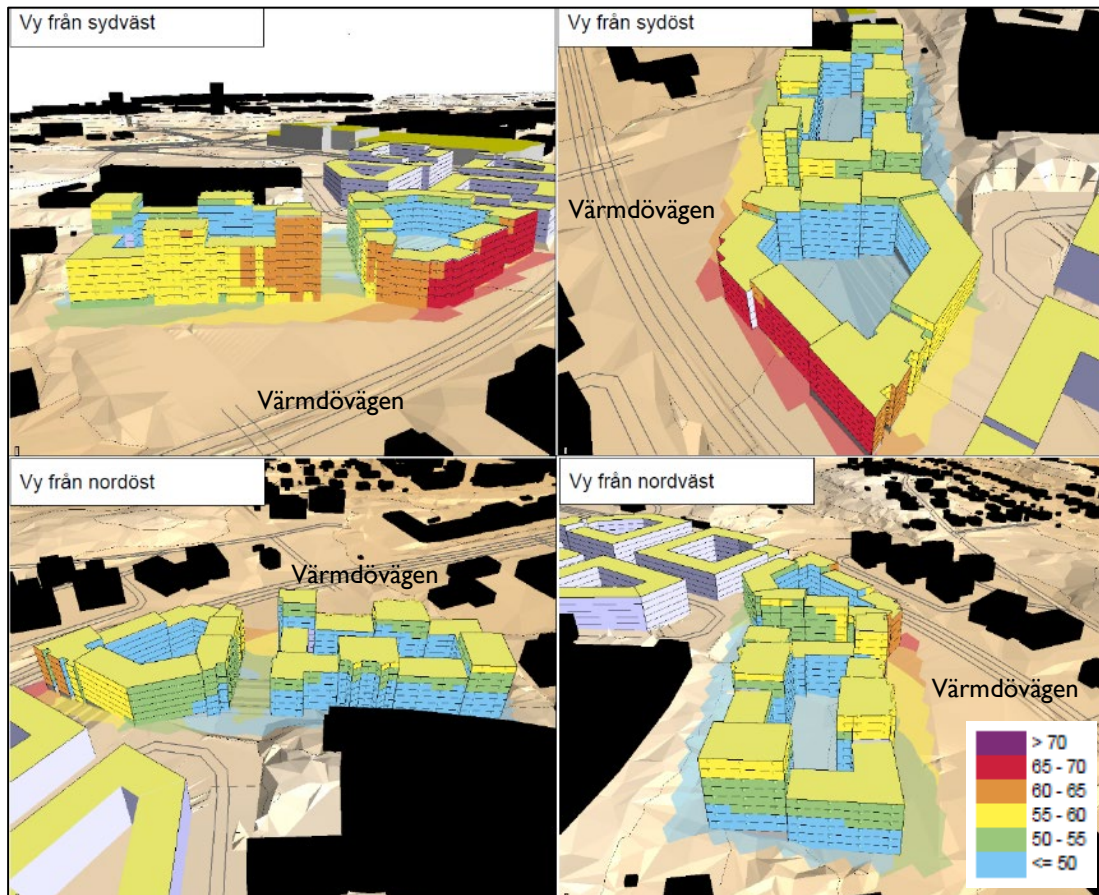 Vy från sydväst
Värmdövägen
Vy från sydöst
Värmdövägen
Vy från nordöst
Värmdövägen
Vy från nordväst
Värmdövägen
> 70
65 - 70
60 - 65
55 - 60
50 - 55
<= 50